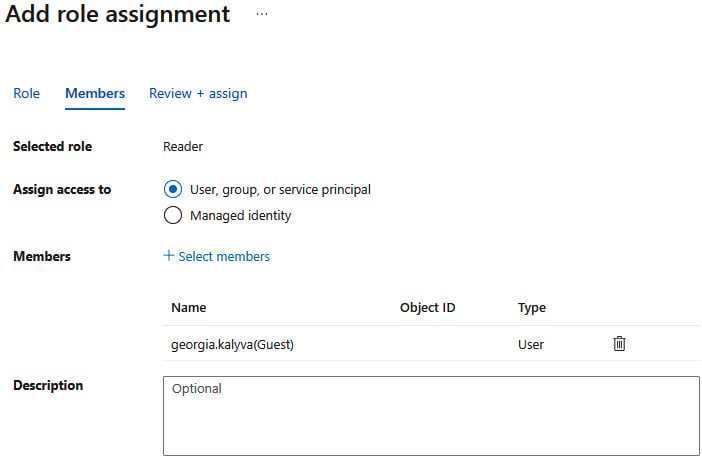 Add role assignment ...
Role Members Review + assign
Selected role Reader
Assign access to User, group, or service principal
Managed identity
Members + Select members
Name Object ID Type
georgia.kalyva(Guest) User
Description Optional